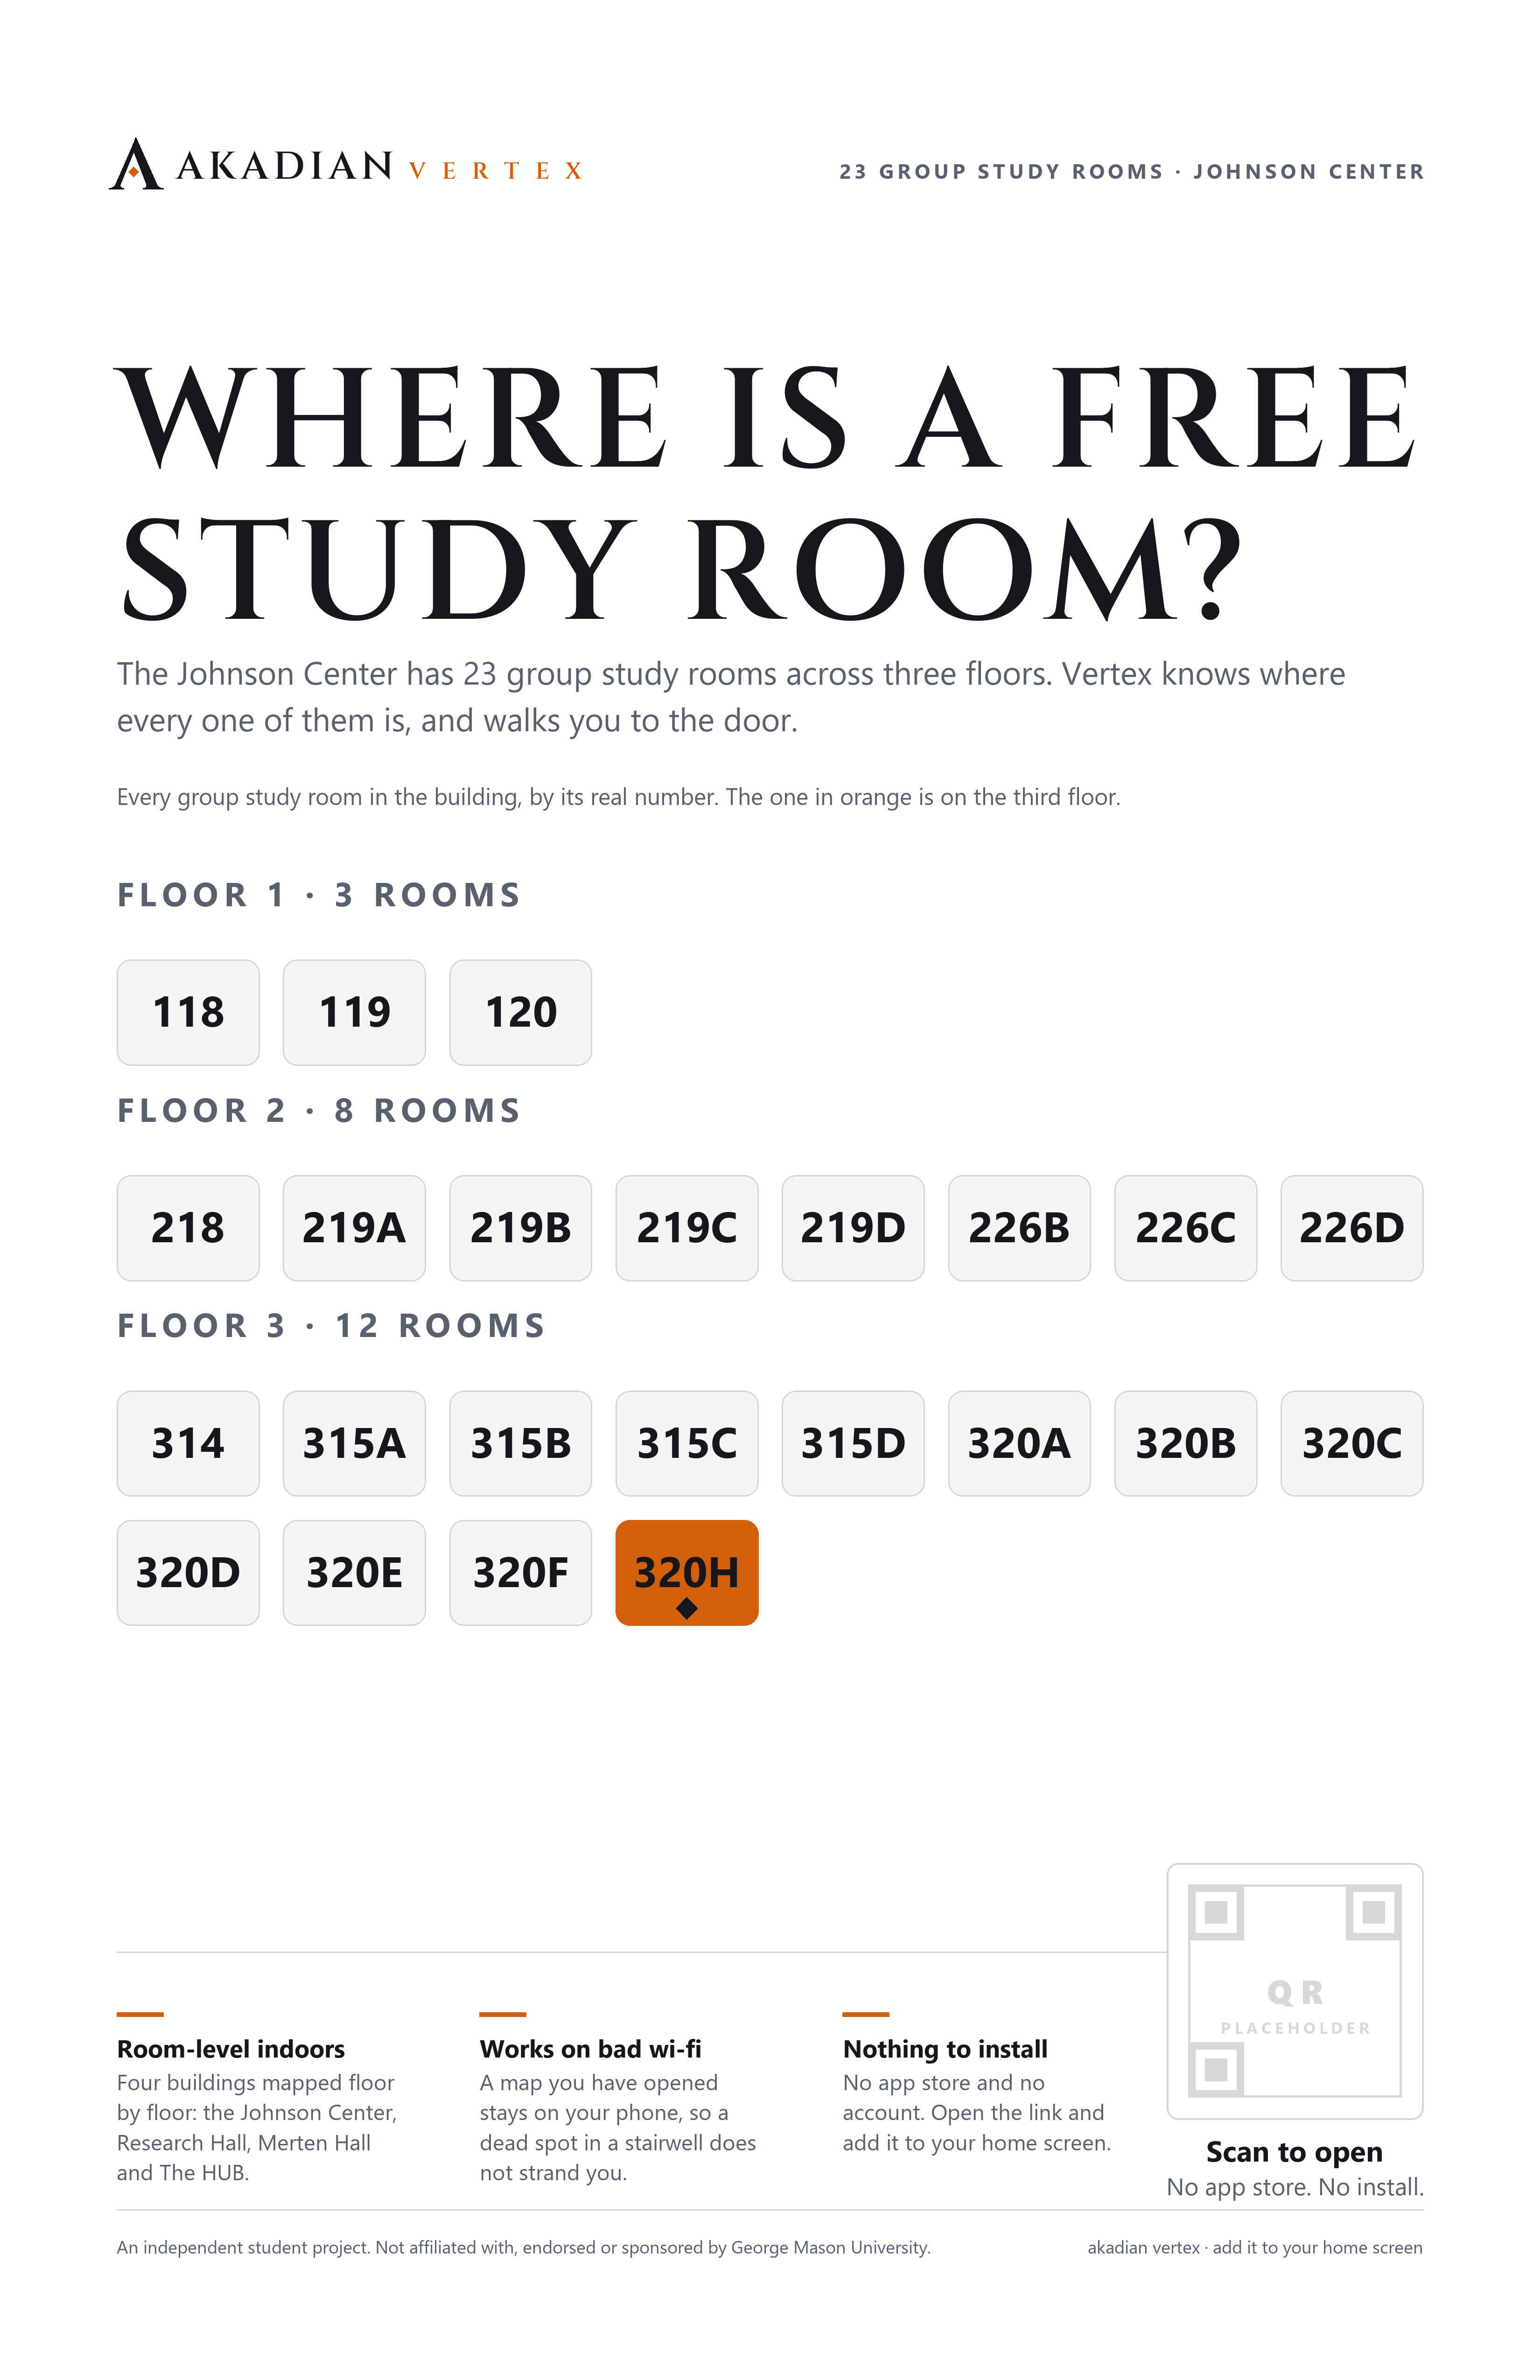 AKADIAN VERTEX
23 GROUP STUDY ROOMS · JOHNSON CENTER
WHERE IS A FREE
STUDY ROOM?
The Johnson Center has 23 group study rooms across three floors. Vertex knows where
every one of them is, and walks you to the door.
Every group study room in the building, by its real number. The one in orange is on the third floor.
FLOOR 1 · 3 ROOMS
118 119 120
FLOOR 2 · 8 ROOMS
218 219A 219B 219C 219D 226B 226C 226D
FLOOR 3 · 12 ROOMS
314 315A 315B 315C 315D 320A 320B 320C
320D 320E 320F 320H
Room-level indoors
Four buildings mapped floor
by floor: the Johnson Center,
Research Hall, Merten Hall
and The HUB.
Works on bad wi-fi
A map you have opened
stays on your phone, so a
dead spot in a stairwell does
not strand you.
Nothing to install
No app store and no
account. Open the link and
add it to your home screen.
QR
PLACEHOLDER
Scan to open
No app store. No install.
An independent student project. Not affiliated with, endorsed or sponsored by George Mason University.
akadian vertex · add it to your home screen